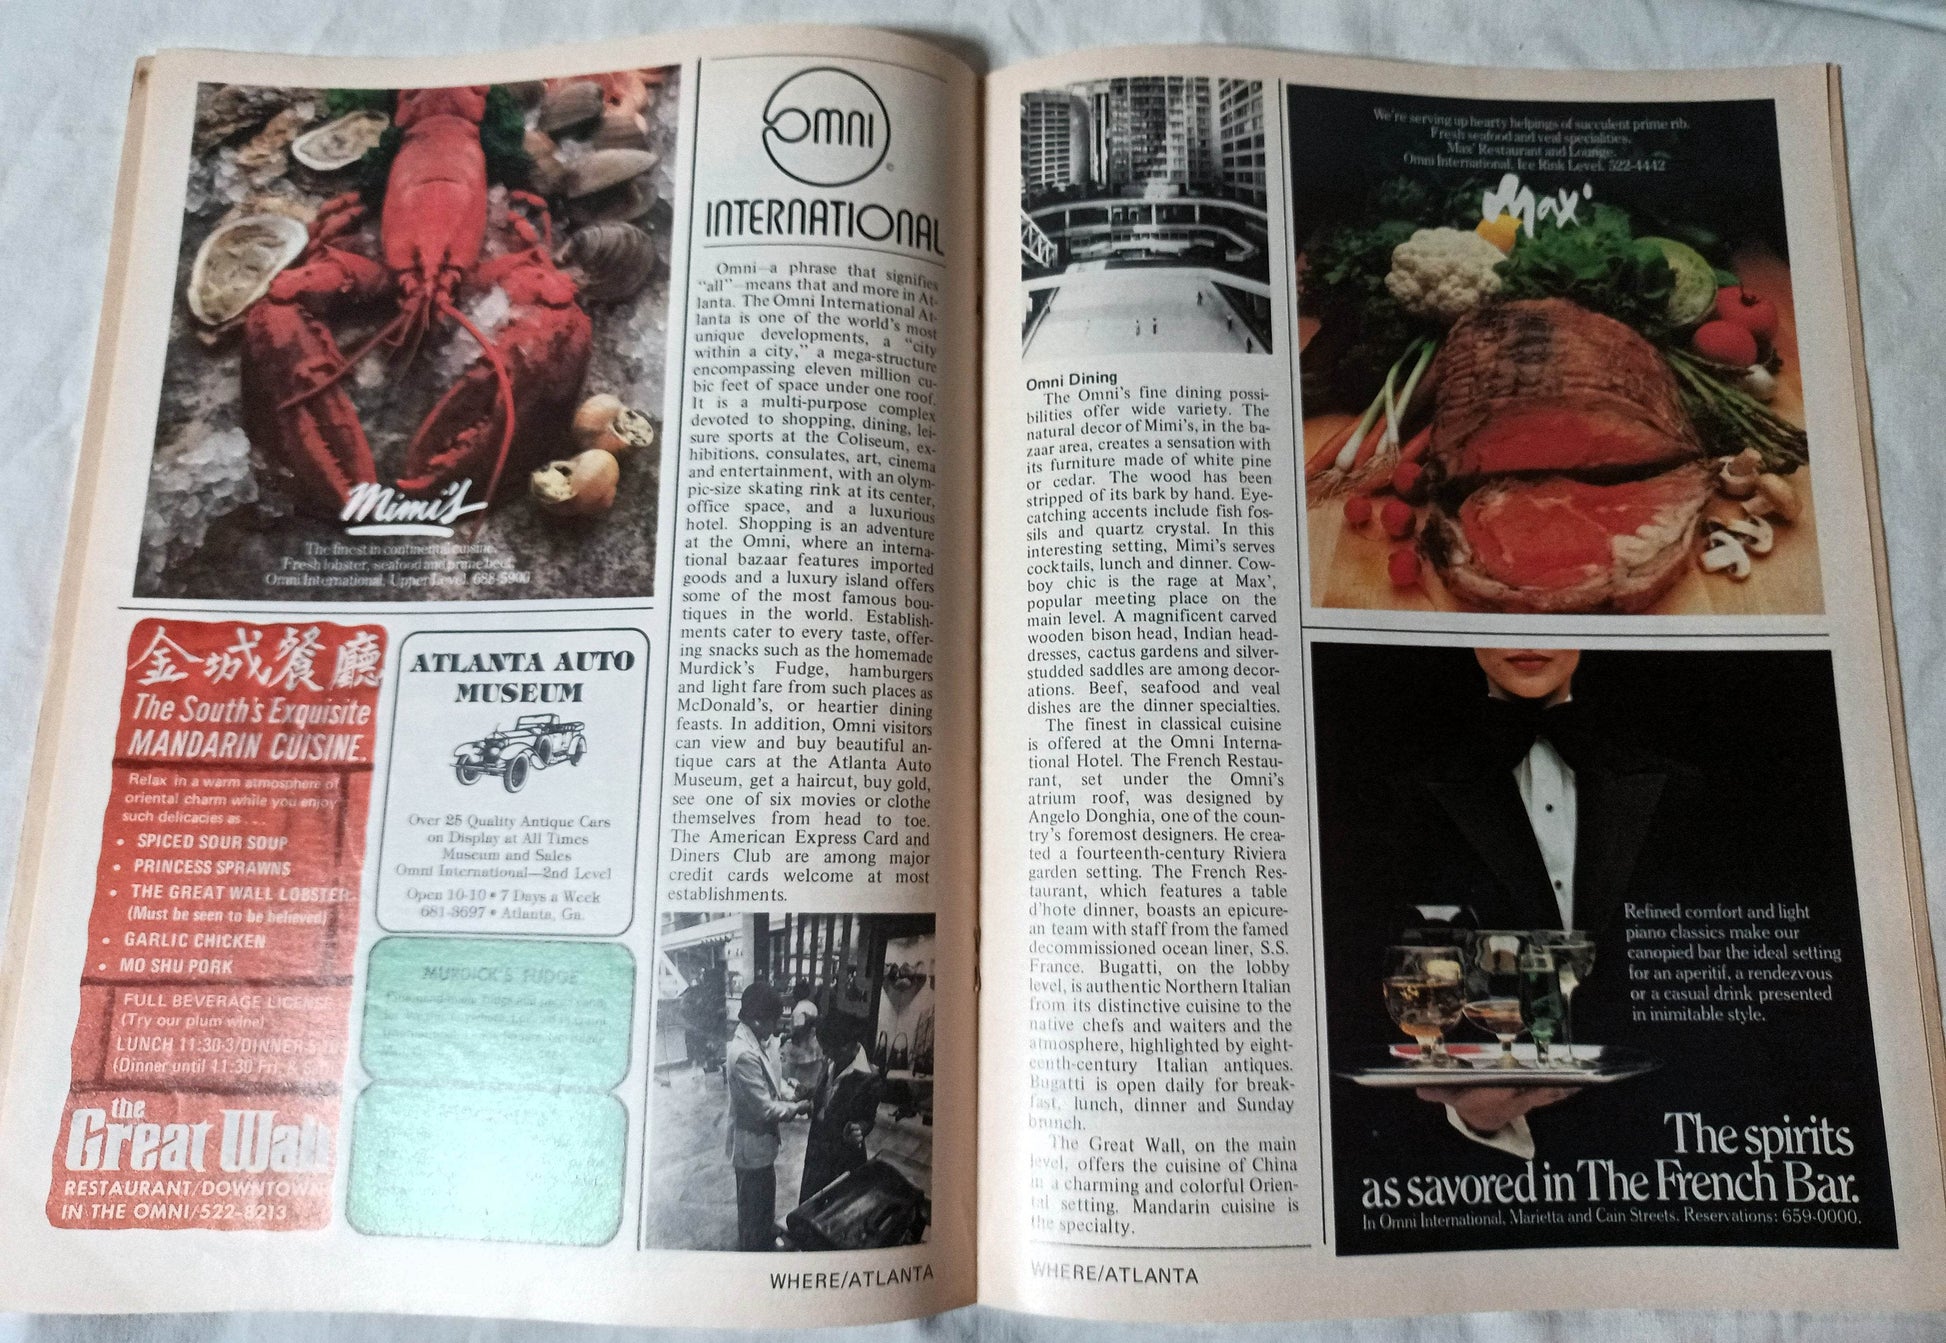 Mimi's
The finest in continental cuisine.
Fresh lobster, seafood and prime beef.
Omni International, Upper Level. 688-5900
金城餐廳
The South's Exquisite
MANDARIN CUISINE.
Relax in a warm atmosphere of
oriental charm while you enjoy
such delicacies as . . .
• SPICED SOUR SOUP
• PRINCESS SPRAWNS
• THE GREAT WALL LOBSTER
(Must be seen to be believed)
• GARLIC CHICKEN
• MO SHU PORK
FULL BEVERAGE LICENSE
(Try our plum wine)
LUNCH 11:30-3/DINNER
(Dinner until 11:30 Fri. &
the
Great Wall
RESTAURANT/DOWNTOWN
IN THE OMNI/522-8213
ATLANTA AUTO
MUSEUM
Over 25 Quality Antique Cars
on Display at All Times
Museum and Sales
Omni International—2nd Level
Open 10-10 • 7 Days a Week
681-3697 • Atlanta, Ga.
MURDICK'S FUDGE
OMNI
INTERNATIONAL
Omni—a phrase that signifies
"all"—means that and more in At-
lanta. The Omni International At-
lanta is one of the world's most
unique developments, a "city
within a city," a mega-structure
encompassing eleven million cu-
bic feet of space under one roof.
It is a multi-purpose complex
devoted to shopping, dining, lei-
sure sports at the Coliseum, ex-
hibitions, consulates, art, cinema
and entertainment, with an olym-
pic-size skating rink at its center,
office space, and a luxurious
hotel. Shopping is an adventure
at the Omni, where an interna-
tional bazaar features imported
goods and a luxury island offers
some of the most famous bou-
tiques in the world. Establish-
ments cater to every taste, offer-
ing snacks such as the homemade
Murdick's Fudge, hamburgers
and light fare from such places as
McDonald's, or heartier dining
feasts. In addition, Omni visitors
can view and buy beautiful an-
tique cars at the Atlanta Auto
Museum, get a haircut, buy gold,
see one of six movies or clothe
themselves from head to toe.
The American Express Card and
Diners Club are among major
credit cards welcome at most
establishments.
WHERE/ATLANTA
Omni Dining
The Omni's fine dining possi-
bilities offer wide variety. The
natural decor of Mimi's, in the ba-
zaar area, creates a sensation with
its furniture made of white pine
or cedar. The wood has been
stripped of its bark by hand. Eye-
catching accents include fish fos-
sils and quartz crystal. In this
interesting setting, Mimi's serves
cocktails, lunch and dinner. Cow-
boy chic is the rage at Max',
popular meeting place on the
main level. A magnificent carved
wooden bison head, Indian head-
dresses, cactus gardens and silver-
studded saddles are among decor-
ations. Beef, seafood and veal
dishes are the dinner specialties.
The finest in classical cuisine
is offered at the Omni Interna-
tional Hotel. The French Restau-
rant, set under the Omni's
atrium roof, was designed by
Angelo Donghia, one of the coun-
try's foremost designers. He crea-
ted a fourteenth-century Riviera
garden setting. The French Res-
taurant, which features a table
d'hote dinner, boasts an epicure-
an team with staff from the famed
decommissioned ocean liner, S.S.
France. Bugatti, on the lobby
level, is authentic Northern Italian
from its distinctive cuisine to the
native chefs and waiters and the
atmosphere, highlighted by eight-
eenth-century Italian antiques.
Bugatti is open daily for break-
fast, lunch, dinner and Sunday
brunch.
The Great Wall, on the main
level, offers the cuisine of China
in a charming and colorful Orien-
tal setting. Mandarin cuisine is
the specialty.
WHERE/ATLANTA
We're serving up hearty helpings of succulent prime rib.
Fresh seafood and veal specialities.
Max' Restaurant and Lounge.
Omni International, Ice Rink Level. 522-4442
Max'
Refined comfort and light
piano classics make our
canopied bar the ideal setting
for an aperitif, a rendezvous
or a casual drink presented
in inimitable style.
The spirits
as savored in The French Bar.
In Omni International, Marietta and Cain Streets. Reservations: 659-0000.